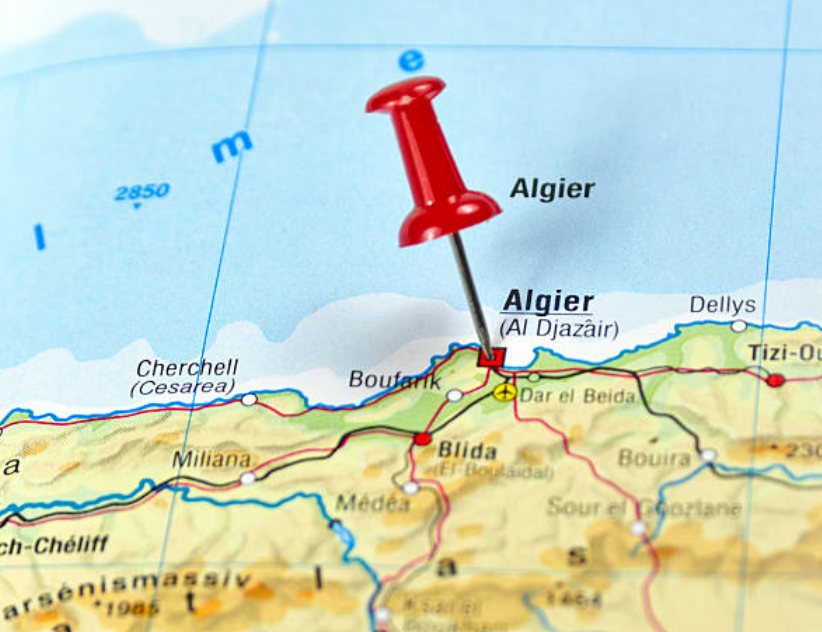 e
m
Algier
2850
l
Algier
(Al Djazâir)
Dellys
Tizi-Ou
Cherchell
(Cesarea)
Boufarik
Dar el Beida
Blida
(El-Boulaïdal)
a
Miliana
Bouira
230
Médéa
Sour el Ghozlane
ch-Chéliff
a s
arsénismassiv l
1985 t
1464
a